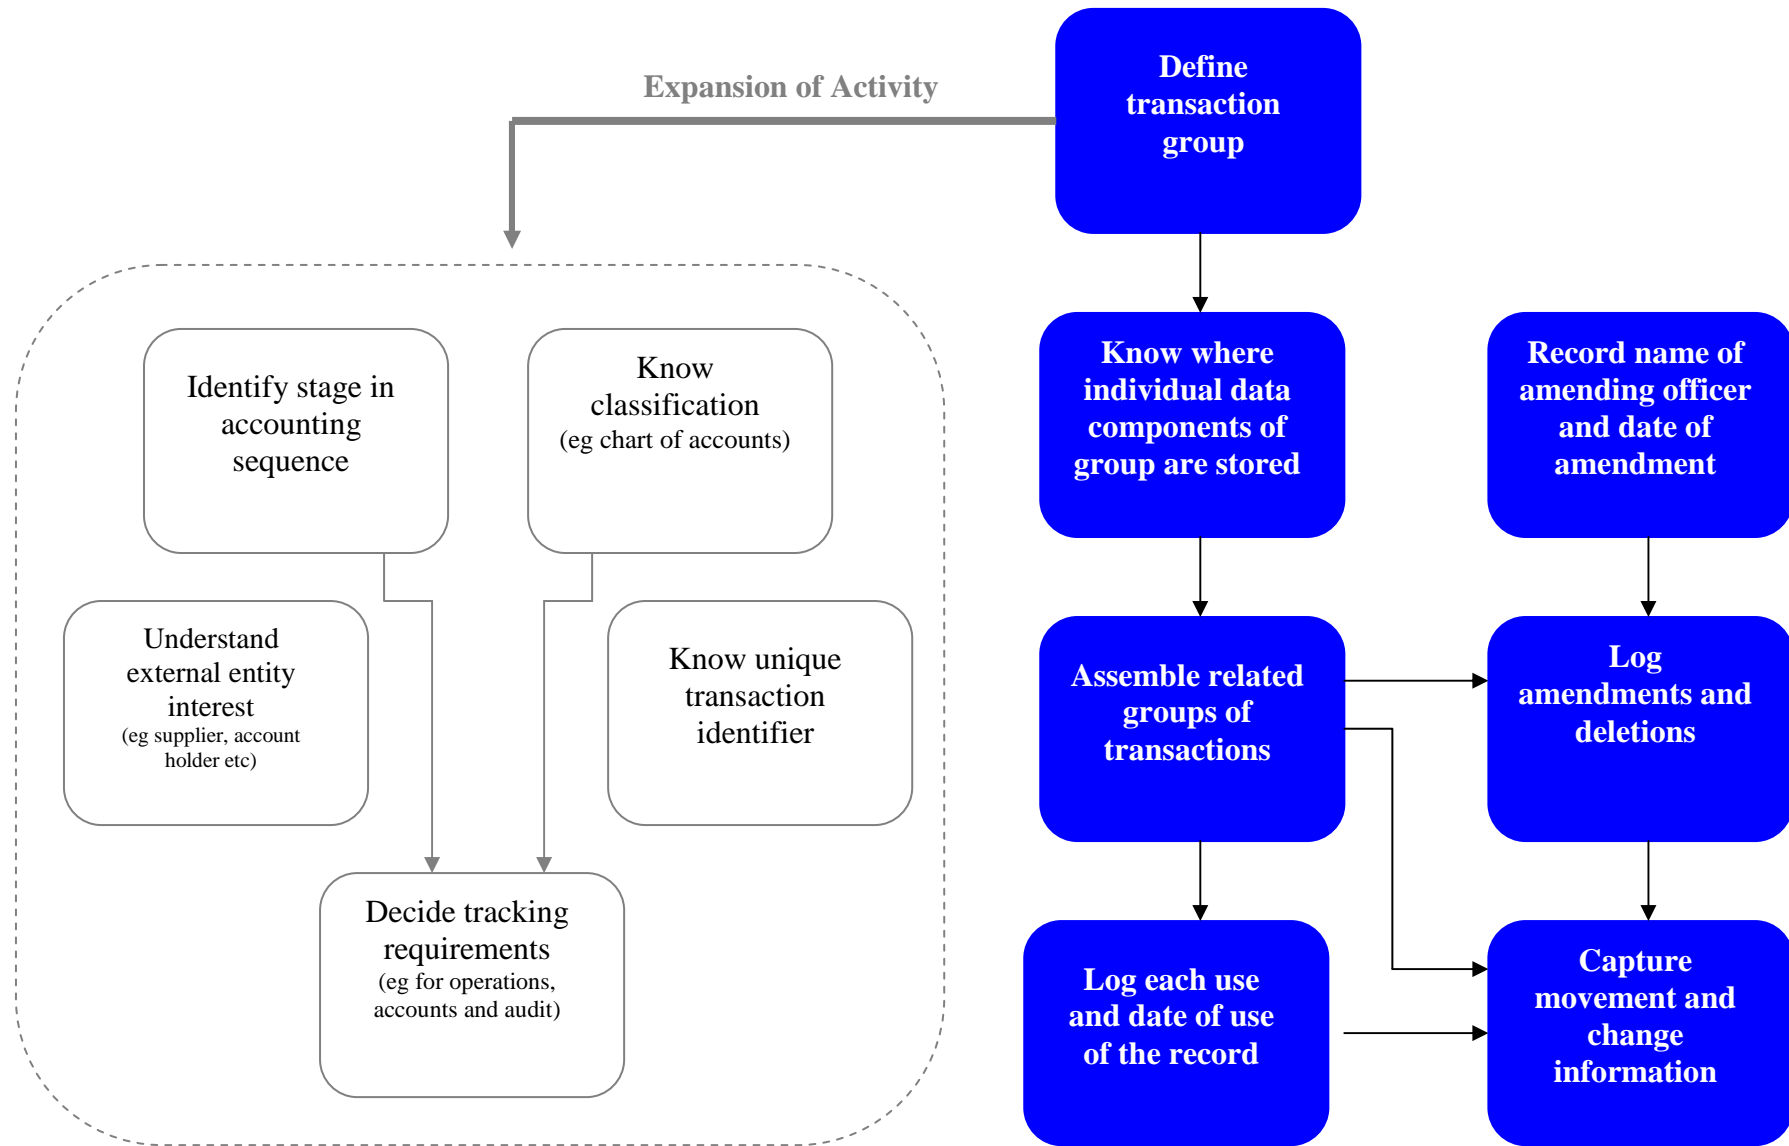 Expansion of Activity
Define
transaction
group
Identify stage in
accounting
sequence
Know
classification
(eg chart of accounts)
Know where
individual data
components of
group are stored
Record name of
amending officer
and date of
amendment
Understand
external entity
interest
(eg supplier, account
holder etc)
Know unique
transaction
identifier
Assemble related
groups of
transactions
Log
amendments and
deletions
Decide tracking
requirements
(eg for operations,
accounts and audit)
Log each use
and date of use
of the record
Capture
movement and
change
information